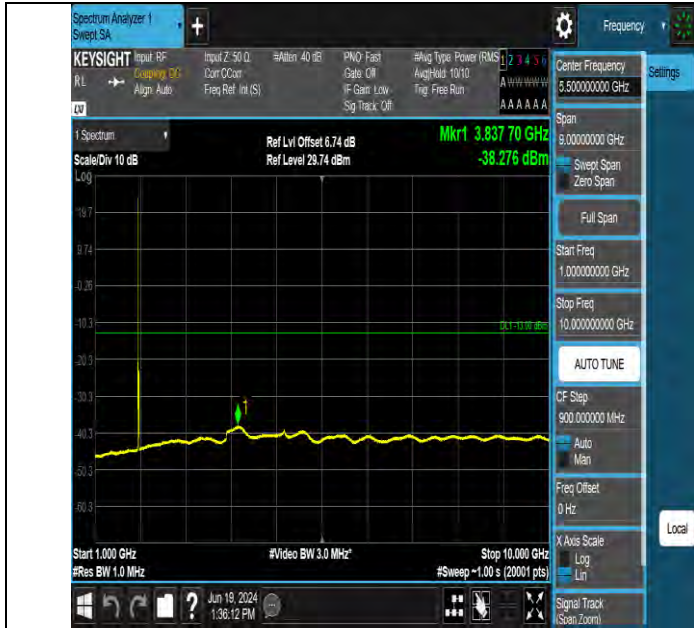 Spectrum Analyzer 1
Swept SA
+
Frequency
KEYSIGHT
RL
LXI
Input: RF
Coupling: DC
Align: Auto
Input Z: 50 Ω
Corr CCorr
Freq Ref: Int (S)
#Atten: 40 dB
PNO: Fast
Gate: Off
IF Gain: Low
Sig Track: Off
#Avg Type: Power (RMS
Avg|Hold: 10/10
Trig: Free Run
1 2 3 4 5 6
A W W W W W
A A A A A A
1 Spectrum
Scale/Div 10 dB
Log
Ref Lvl Offset 6.74 dB
Ref Level 29.74 dBm
Mkr1 3.837 70 GHz
-38.276 dBm
19.7
9.74
-0.26
-10.3
-20.3
-30.3
-40.3
-50.3
-60.3
DL1 -13.00 dBm
1
Start 1.000 GHz
#Res BW 1.0 MHz
#Video BW 3.0 MHz*
Stop 10.000 GHz
#Sweep ~1.00 s (20001 pts)
Center Frequency
5.500000000 GHz
Settings
Span
9.00000000 GHz
Swept Span
Zero Span
Full Span
Start Freq
1.000000000 GHz
Stop Freq
10.000000000 GHz
AUTO TUNE
CF Step
900.000000 MHz
Auto
Man
Freq Offset
0 Hz
X Axis Scale
Log
Lin
Local
Signal Track
(Span Zoom)
?
Jun 19, 2024
1:36:12 PM